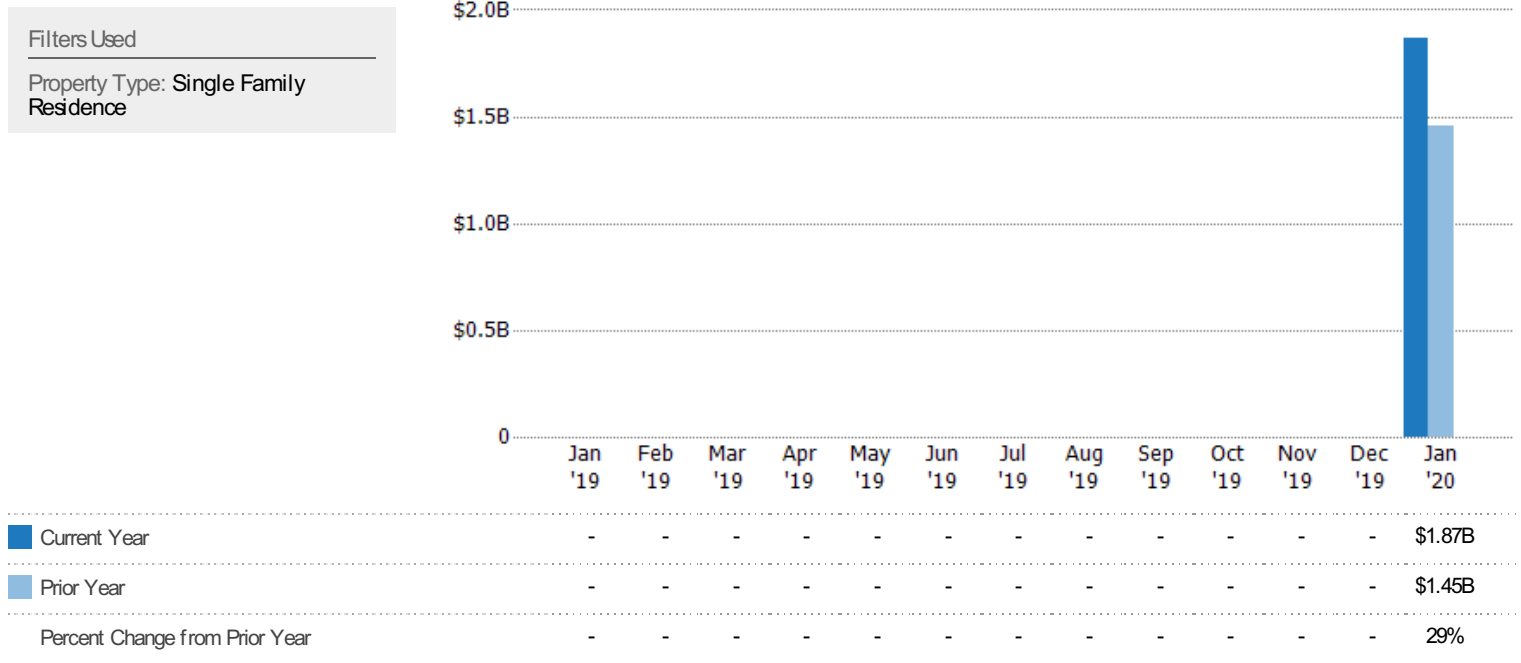 Filters Used
Property Type: Single Family
Residence
$2.0B
$1.5B
$1.0B
$0.5B
0
Jan Feb Mar Apr May Jun Jul Aug Sep Oct Nov Dec Jan
'19 '19 '19 '19 '19 '19 '19 '19 '19 '19 '19 '19 '20
Current Year - - - - - - - - - - - - $1.87B
Prior Year - - - - - - - - - - - - $1.45B
Percent Change from Prior Year - - - - - - - - - - - - 29%